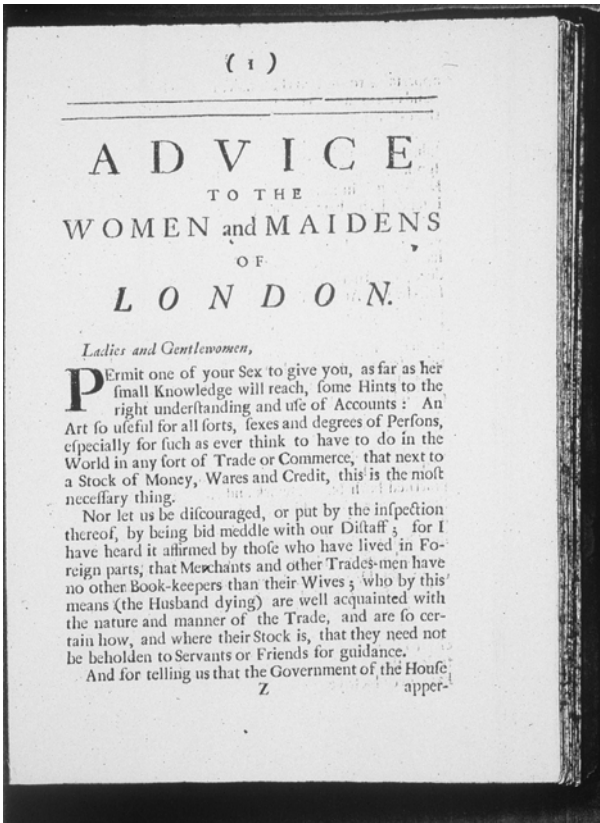 ( 1 )
ADVICE
TO THE
WOMEN and MAIDENS
OF
LONDON.
Ladies and Gentlewomen,
PErmit one of your Sex to give you, as far as her
ſmall Knowledge will reach, ſome Hints to the
right underſtanding and uſe of Accounts: An
Art ſo uſeful for all ſorts, ſexes and degrees of Perſons,
eſpecially for ſuch as ever think to have to do in the
World in any ſort of Trade or Commerce, that next to
a Stock of Money, Wares and Credit, this is the moſt
neceſſary thing.
Nor let us be diſcouraged, or put by the inſpection
thereof, by being bid meddle with our Diſtaff; for I
have heard it affirmed by thoſe who have lived in Fo-
reign parts, that Merchants and other Trades-men have
no other Book-keepers than their Wives; who by this
means (the Husband dying) are well acquainted with
the nature and manner of the Trade, and are ſo cer-
tain how, and where their Stock is, that they need not
be beholden to Servants or Friends for guidance.
And for telling us that the Government of the Houſe
Z apper-